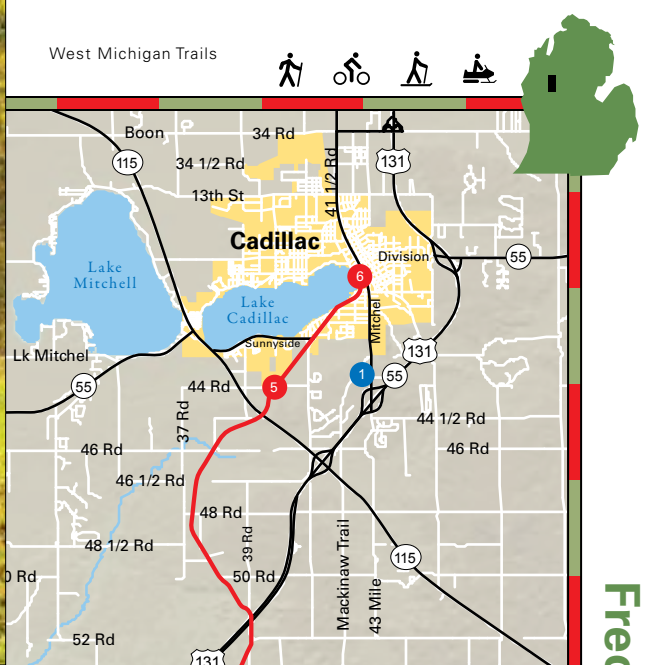 West Michigan Trails
Boon
34 Rd
115
34 1/2 Rd
131
41 1/2 Rd
13th St
Cadillac
Division
55
Lake
Mitchell
6
Lake
Cadillac
Mitchel
Sunnyside
131
Lk Mitchel
55
44 Rd
5
1
55
37 Rd
44 1/2 Rd
46 Rd
46 Rd
46 1/2 Rd
48 Rd
48 1/2 Rd
39 Rd
Mackinaw Trail
43 Mile
115
0 Rd
50 Rd
52 Rd
131